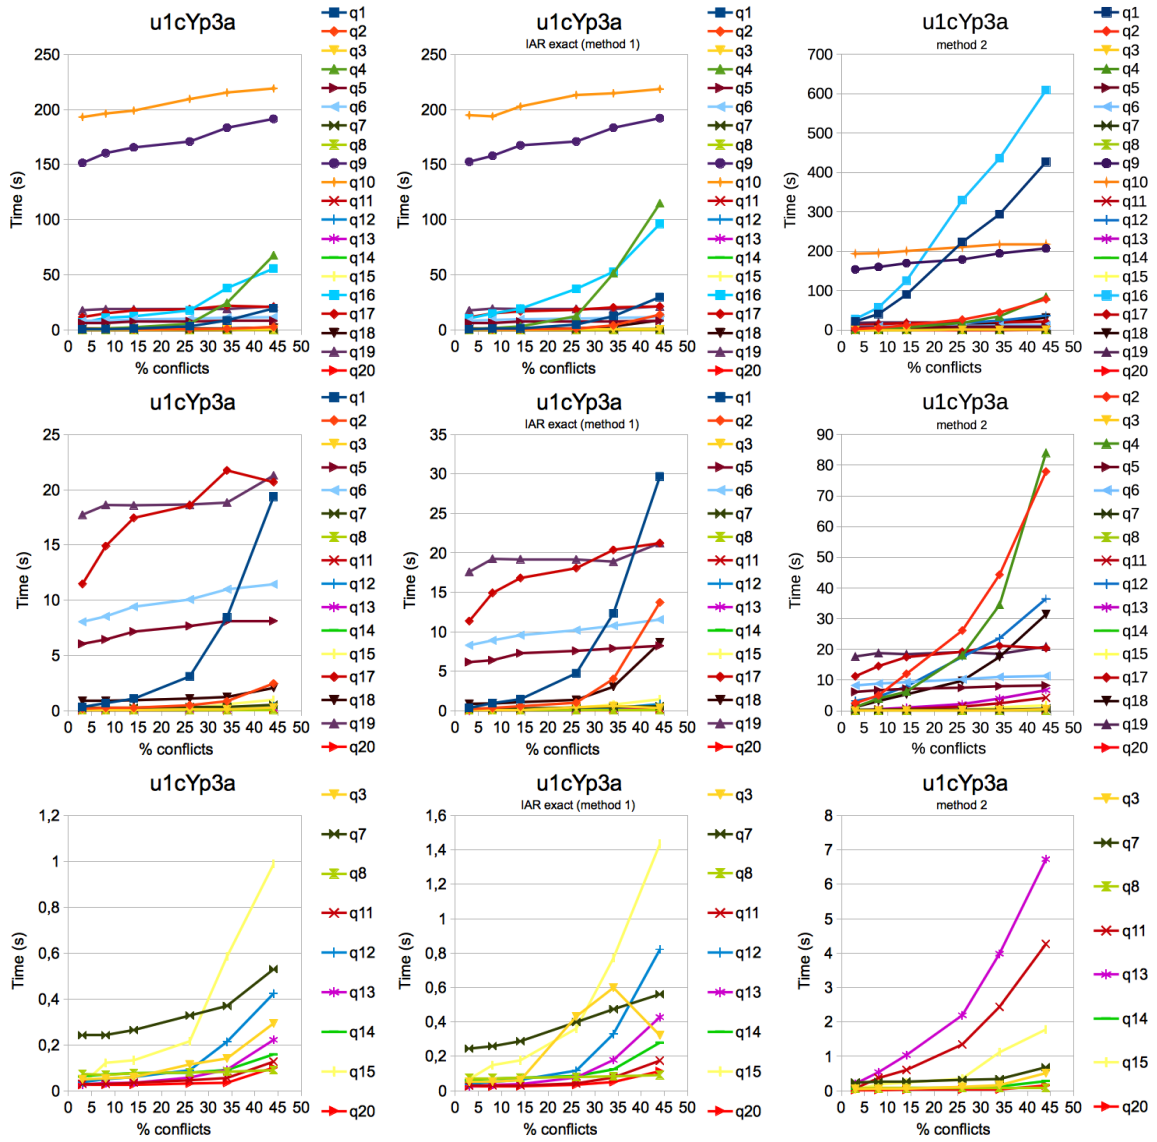 u1cYp3a
250
200
150
100
50
0
Time (s)
0 5 10 15 20 25 30 35 40 45 50
% conflicts
q1
q2
q3
q4
q5
q6
q7
q8
q9
q10
q11
q12
q13
q14
q15
q16
q17
q18
q19
q20
u1cYp3a
IAR exact (method 1)
250
200
150
100
50
0
Time (s)
0 5 10 15 20 25 30 35 40 45 50
% conflicts
q1
q2
q3
q4
q5
q6
q7
q8
q9
q10
q11
q12
q13
q14
q15
q16
q17
q18
q19
q20
u1cYp3a
method 2
700
600
500
400
300
200
100
0
Time (s)
0 5 10 15 20 25 30 35 40 45 50
% conflicts
q1
q2
q3
q4
q5
q6
q7
q8
q9
q10
q11
q12
q13
q14
q15
q16
q17
q18
q19
q20
u1cYp3a
25
20
15
10
5
0
Time (s)
0 5 10 15 20 25 30 35 40 45 50
% conflicts
q1
q2
q3
q5
q6
q7
q8
q11
q12
q13
q14
q15
q17
q18
q19
q20
u1cYp3a
IAR exact (method 1)
35
30
25
20
15
10
5
0
Time (s)
0 5 10 15 20 25 30 35 40 45 50
% conflicts
q1
q2
q3
q5
q6
q7
q8
q11
q12
q13
q14
q15
q17
q18
q19
q20
u1cYp3a
method 2
90
80
70
60
50
40
30
20
10
0
Time (s)
0 5 10 15 20 25 30 35 40 45 50
% conflicts
q2
q3
q4
q5
q6
q7
q8
q11
q12
q13
q14
q15
q17
q18
q19
q20
u1cYp3a
1,2
1
0,8
0,6
0,4
0,2
0
Time (s)
0 5 10 15 20 25 30 35 40 45 50
% conflicts
q3
q7
q8
q11
q12
q13
q14
q15
q20
u1cYp3a
IAR exact (method 1)
1,6
1,4
1,2
1
0,8
0,6
0,4
0,2
0
Time (s)
0 5 10 15 20 25 30 35 40 45 50
% conflicts
q3
q7
q8
q11
q12
q13
q14
q15
q20
u1cYp3a
method 2
8
7
6
5
4
3
2
1
0
Time (s)
0 5 10 15 20 25 30 35 40 45 50
% conflicts
q3
q7
q8
q11
q13
q14
q15
q20